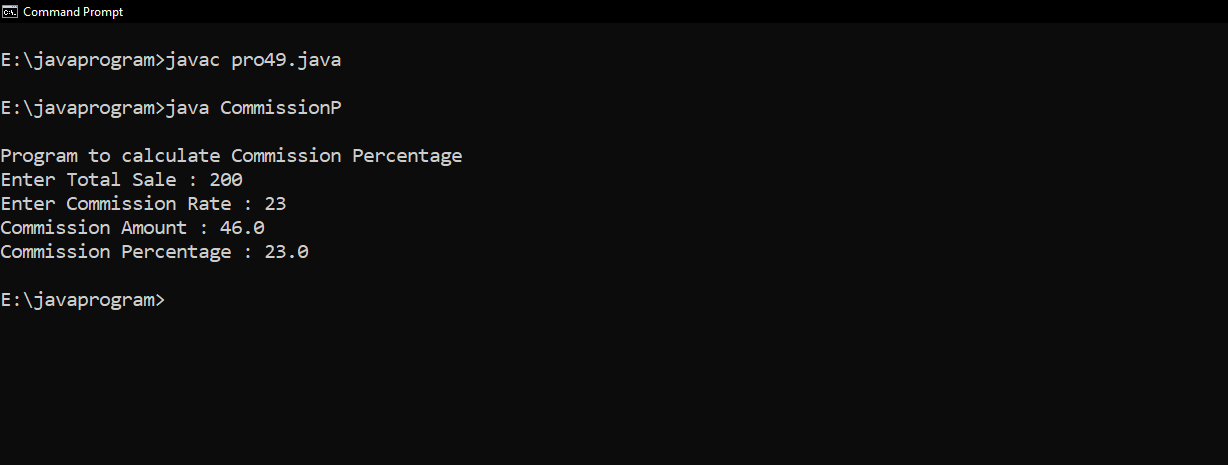 Command Prompt
E:\javaprogram>javac pro49.java
E:\javaprogram>java CommissionP
Program to calculate Commission Percentage
Enter Total Sale : 200
Enter Commission Rate : 23
Commission Amount : 46.0
Commission Percentage : 23.0
E:\javaprogram>